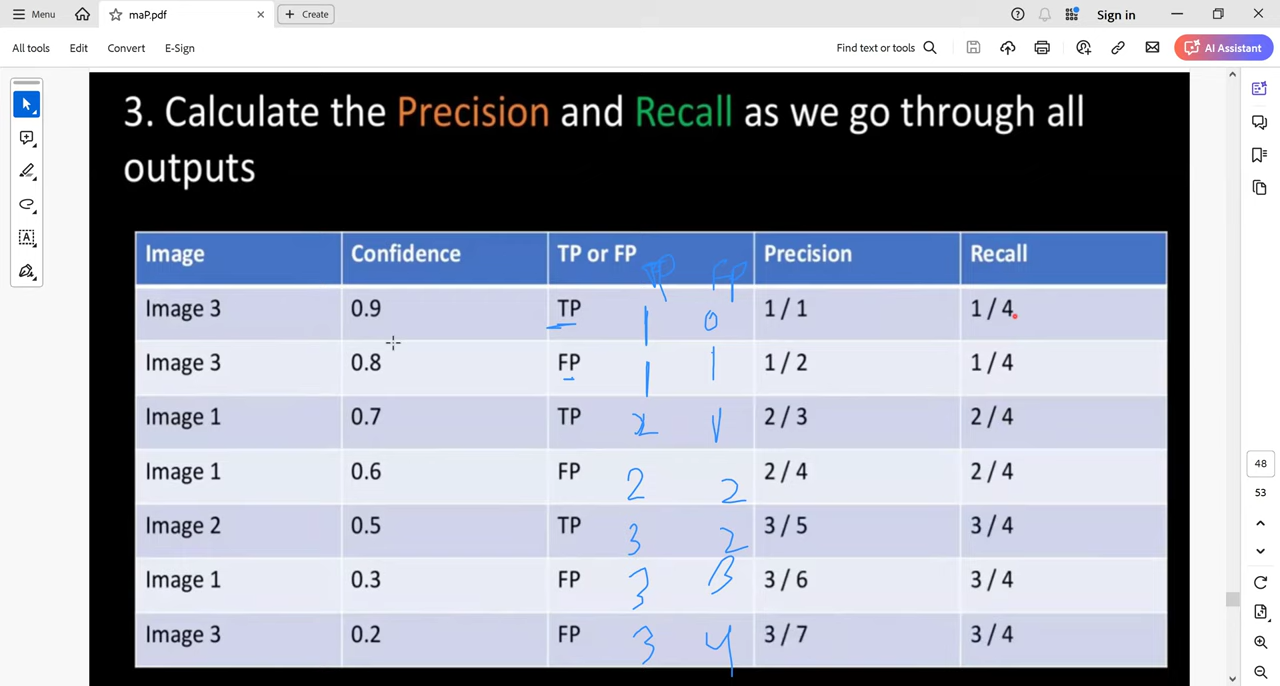 Menu maP.pdf Create Sign in
All tools Edit Convert E-Sign Find text or tools AI Assistant
3. Calculate the Precision and Recall as we go through all
outputs
Image Confidence TP or FP Precision Recall
TP FP
Image 3 0.9 TP 1 0 1 / 1 1 / 4
Image 3 0.8 FP 1 1 1 / 2 1 / 4
Image 1 0.7 TP 2 1 2 / 3 2 / 4
Image 1 0.6 FP 2 2 2 / 4 2 / 4
Image 2 0.5 TP 3 2 3 / 5 3 / 4
Image 1 0.3 FP 3 3 3 / 6 3 / 4
Image 3 0.2 FP 3 4 3 / 7 3 / 4
48
53